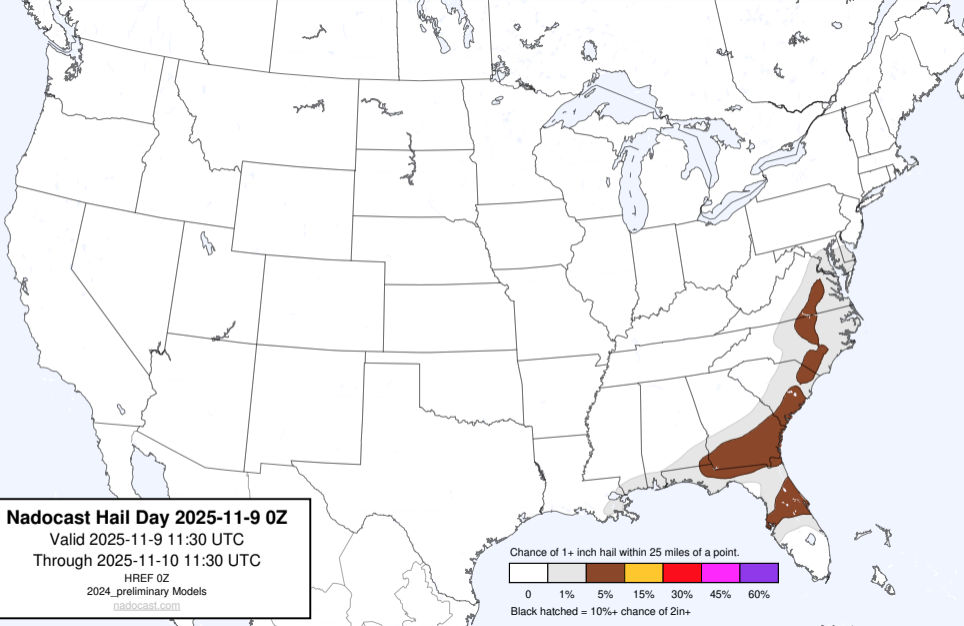 Nadocast Hail Day 2025-11-9 0Z
Valid 2025-11-9 11:30 UTC
Through 2025-11-10 11:30 UTC
HREF 0Z
2024_preliminary Models
nadocast.com
Chance of 1+ inch hail within 25 miles of a point.
0 1% 5% 15% 30% 45% 60%
Black hatched = 10%+ chance of 2in+